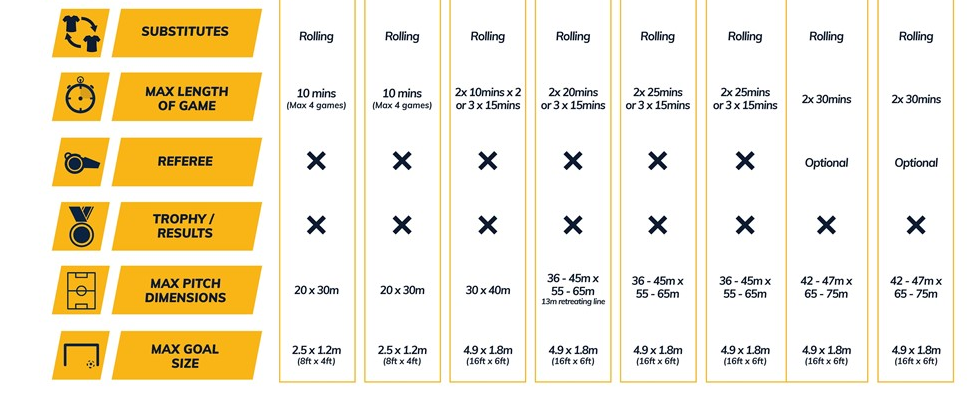 SUBSTITUTES Rolling Rolling Rolling Rolling Rolling Rolling Rolling Rolling
MAX LENGTH
OF GAME
10 mins
(Max 4 games)
10 mins
(Max 4 games)
2x 10mins x 2
or 3 x 15mins
2x 20mins
or 3 x 15mins
2x 25mins
or 3 x 15mins
2x 25mins
or 3 x 15mins
2x 30mins
2x 30mins
REFEREE
Optional
Optional
TROPHY /
RESULTS
MAX PITCH
DIMENSIONS
20 x 30m
20 x 30m
30 x 40m
36 - 45m x
55 - 65m
13m retreating line
36 - 45m x
55 - 65m
36 - 45m x
55 - 65m
42 - 47m x
65 - 75m
42 - 47m x
65 - 75m
MAX GOAL
SIZE
2.5 x 1.2m
(8ft x 4ft)
2.5 x 1.2m
(8ft x 4ft)
4.9 x 1.8m
(16ft x 6ft)
4.9 x 1.8m
(16ft x 6ft)
4.9 x 1.8m
(16ft x 6ft)
4.9 x 1.8m
(16ft x 6ft)
4.9 x 1.8m
(16ft x 6ft)
4.9 x 1.8m
(16ft x 6ft)